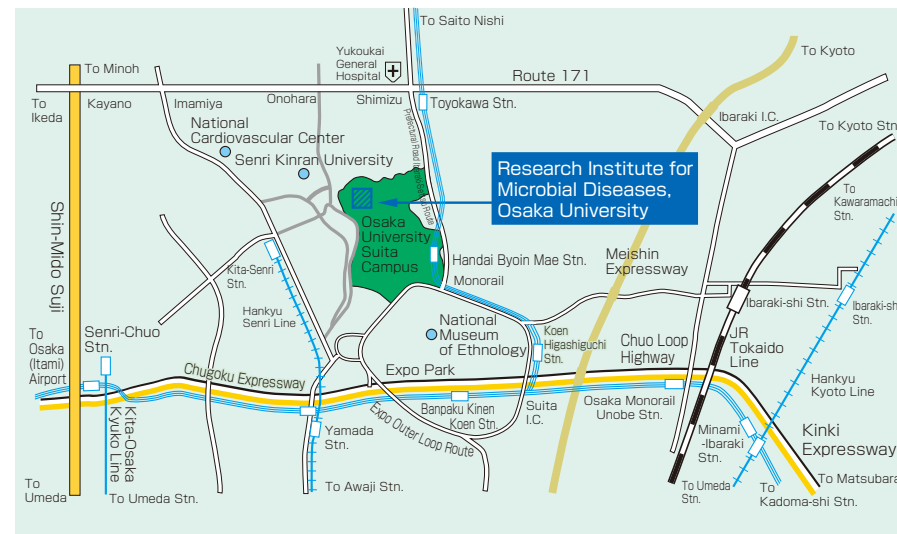 To Saito Nishi
To Kyoto
Yukoukai
General
Hospital
To Minoh
Route 171
To
Ikeda
Kayano
Imamiya
Onohara
Shimizu
Toyokawa Stn.
Ibaraki I.C.
To Kyoto Stn.
National
Cardiovascular Center
Senri Kinran University
Research Institute for
Microbial Diseases,
Osaka University
To
Kawaramachi
Stn.
Shin-Mido Suji
Osaka
University
Suita
Campus
Handai Byoin Mae Stn.
Monorail
Meishin
Expressway
Kita-Senri
Stn.
Hankyu
Senri Line
Ibaraki-shi Stn.
Ibaraki-shi
Stn.
National
Museum
of Ethnology
Koen
Higashiguchi
Stn.
Chuo Loop
Highway
JR
Tokaido
Line
To
Osaka
(Itami)
Airport
Senri-Chuo
Stn.
Chugoku Expressway
Expo Park
Hankyu
Kyoto Line
Kita-Osaka
Kyuko Line
Yamada
Stn.
Expo Outer Loop Route
Banpaku Kinen
Koen Stn.
Suita
I.C.
Osaka Monorail
Unobe Stn.
Minami
-Ibaraki
Stn.
Kinki
Expressway
To
Umeda
To Umeda Stn.
To Awaji Stn.
To Umeda
Stn.
To
Kadoma-shi Stn.
To Matsubara